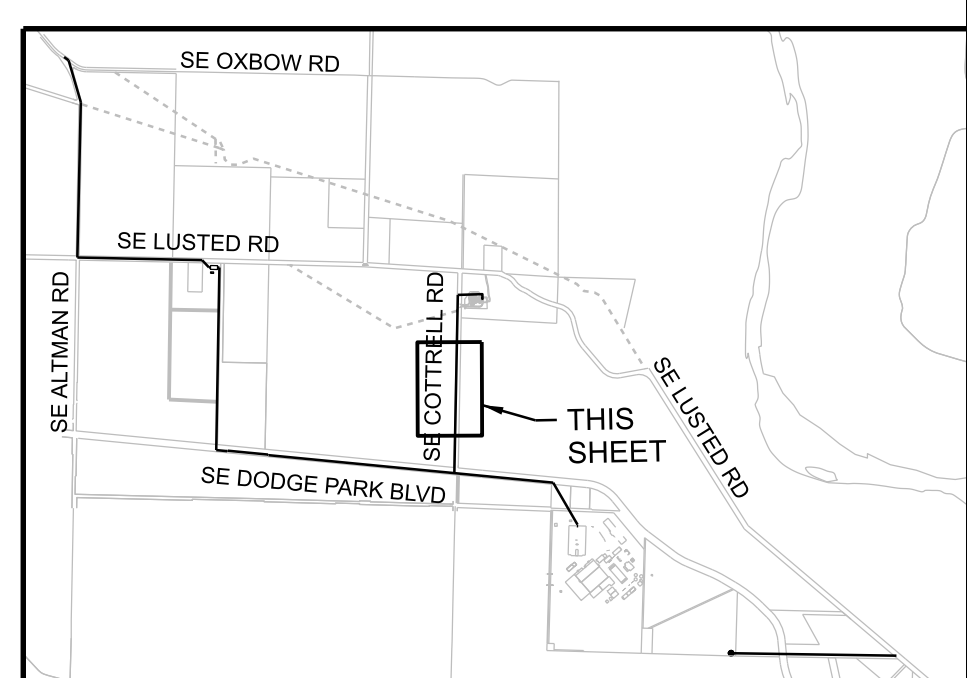 SE OXBOW RD
SE LUSTED RD
SE ALTMAN RD
SE COTTRELL RD
THIS
SHEET
SE LUSTED RD
SE DODGE PARK BLVD